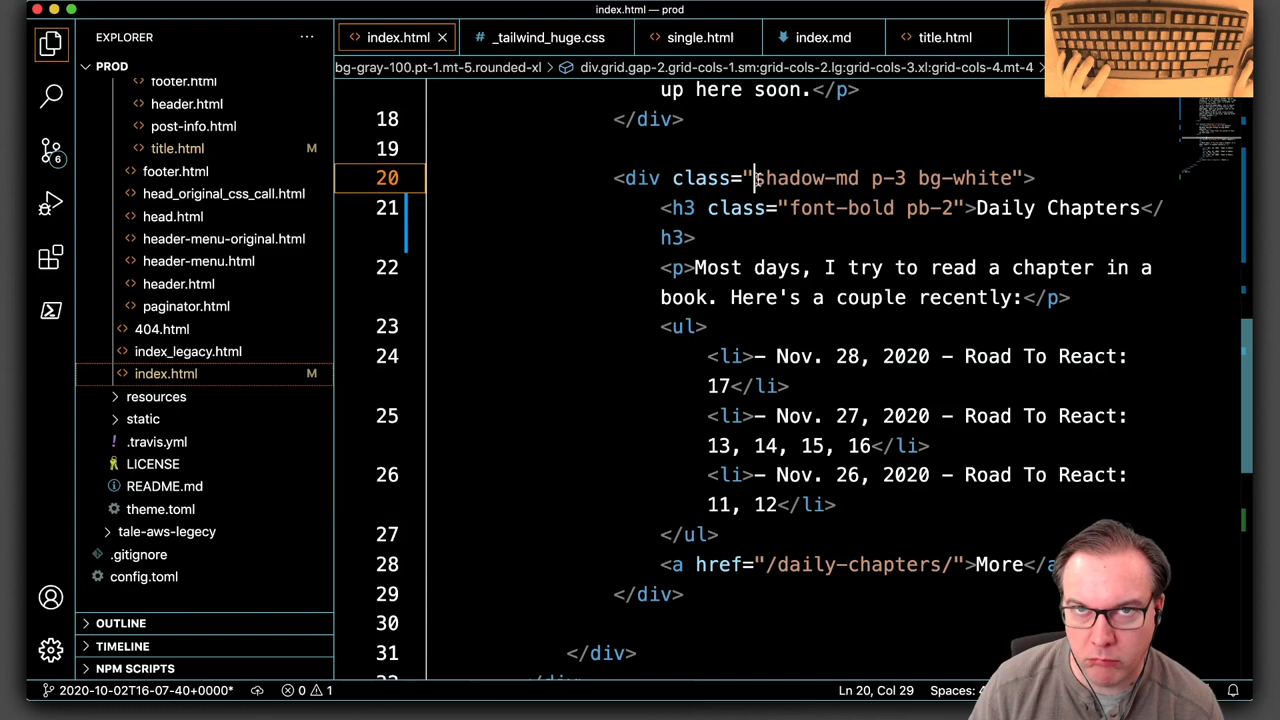 index.html — prod
EXPLORER
index.html
_tailwind_huge.css
single.html
index.md
title.html
PROD
bg-gray-100.pt-1.mt-5.rounded-xl
div.grid.gap-2.grid-cols-1.sm:grid-cols-2.lg:grid-cols-3.xl:grid-cols-4.mt-4
footer.html
header.html
post-info.html
title.html M
footer.html
head_original_css_call.html
head.html
header-menu-original.html
header-menu.html
header.html
paginator.html
404.html
index_legacy.html
index.html M
resources
static
.travis.yml
LICENSE
README.md
theme.toml
tale-aws-legacy
.gitignore
config.toml
OUTLINE
TIMELINE
NPM SCRIPTS
6
up here soon.</p>
18 </div>
19
20 <div class="shadow-md p-3 bg-white">
21 <h3 class="font-bold pb-2">Daily Chapters</
h3>
22 <p>Most days, I try to read a chapter in a
book. Here's a couple recently:</p>
23 <ul>
24 <li>- Nov. 28, 2020 - Road To React:
17</li>
25 <li>- Nov. 27, 2020 - Road To React:
13, 14, 15, 16</li>
26 <li>- Nov. 26, 2020 - Road To React:
11, 12</li>
27 </ul>
28 <a href="/daily-chapters/">More</a
29 </div>
30
31 </div>
2020-10-02T16-07-40+0000*
0
1
Ln 20, Col 29
Spaces: